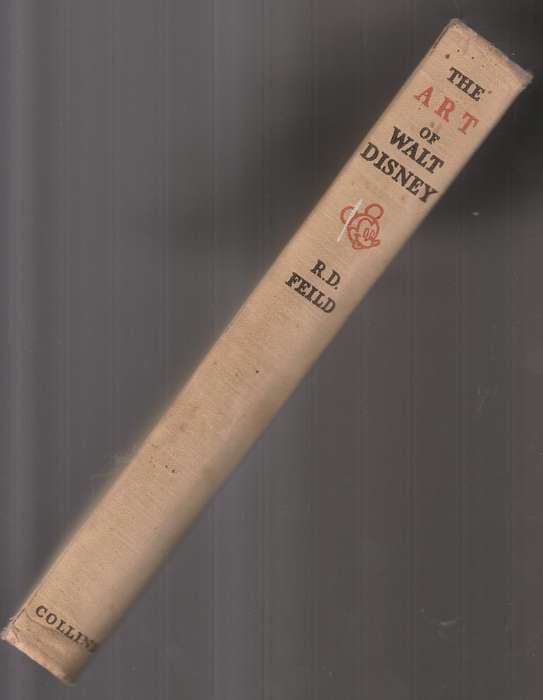 THE
ART
OF
WALT
DISNEY
R.D.
FEILD
COLLINS